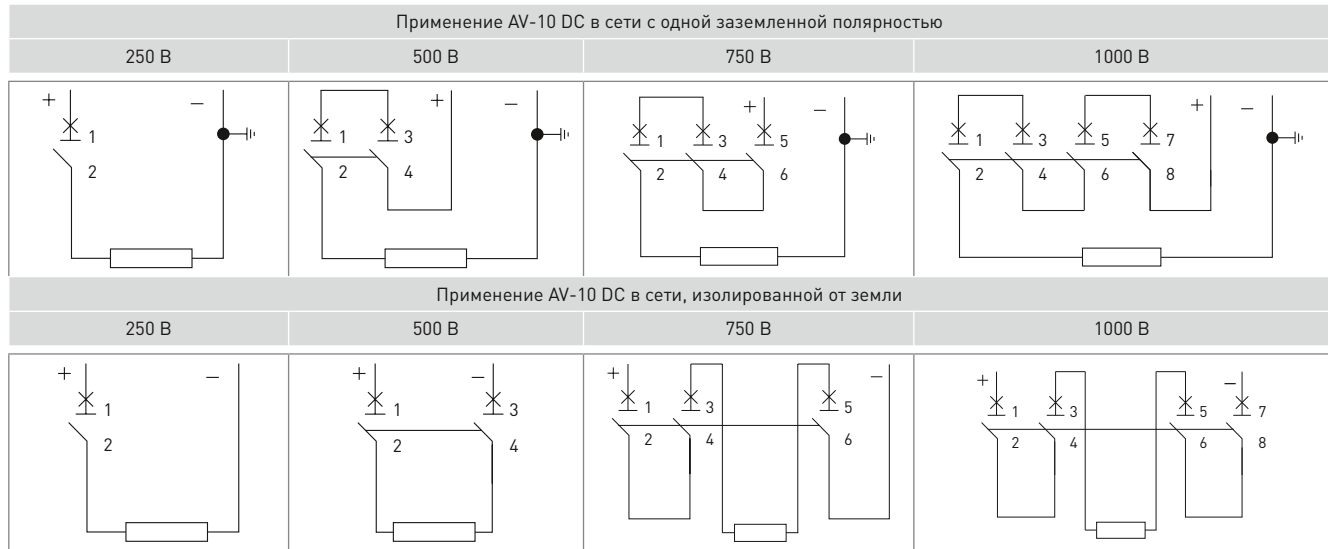 Применение AV-10 DC в сети с одной заземленной полярностью
250 В 500 В 750 В 1000 В
+ – + – + – + –
1 1 3 1 3 5 1 3 5 7
2 2 4 2 4 6 2 4 6 8
Применение AV-10 DC в сети, изолированной от земли
250 В 500 В 750 В 1000 В
+ – + – + – + –
1 1 3 1 3 5 1 3 5 7
2 2 4 2 4 6 2 4 6 8